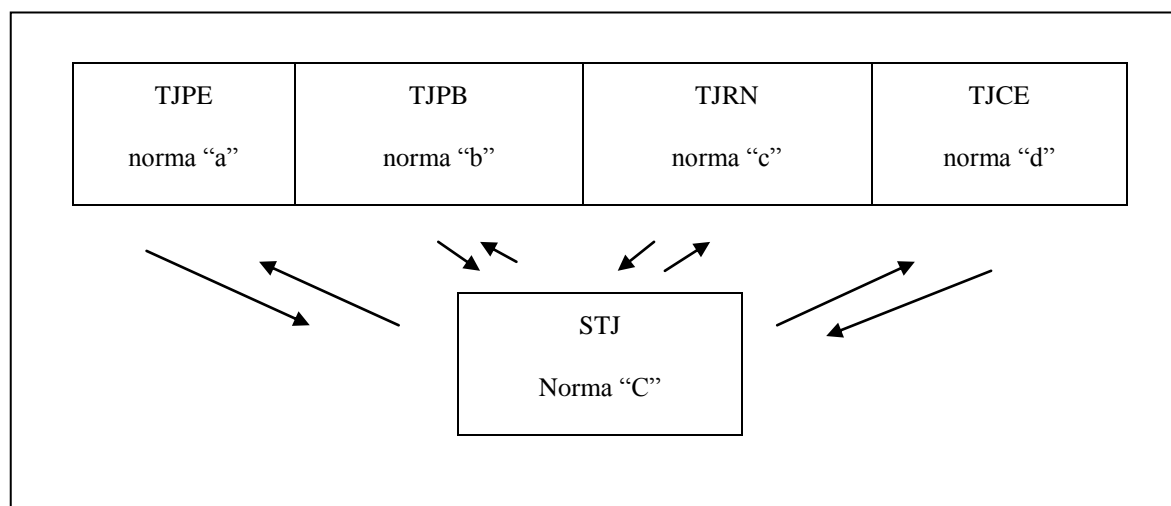 TJPE
norma “a”
TJPB
norma “b”
TJRN
norma “c”
TJCE
norma “d”
STJ
Norma “C”